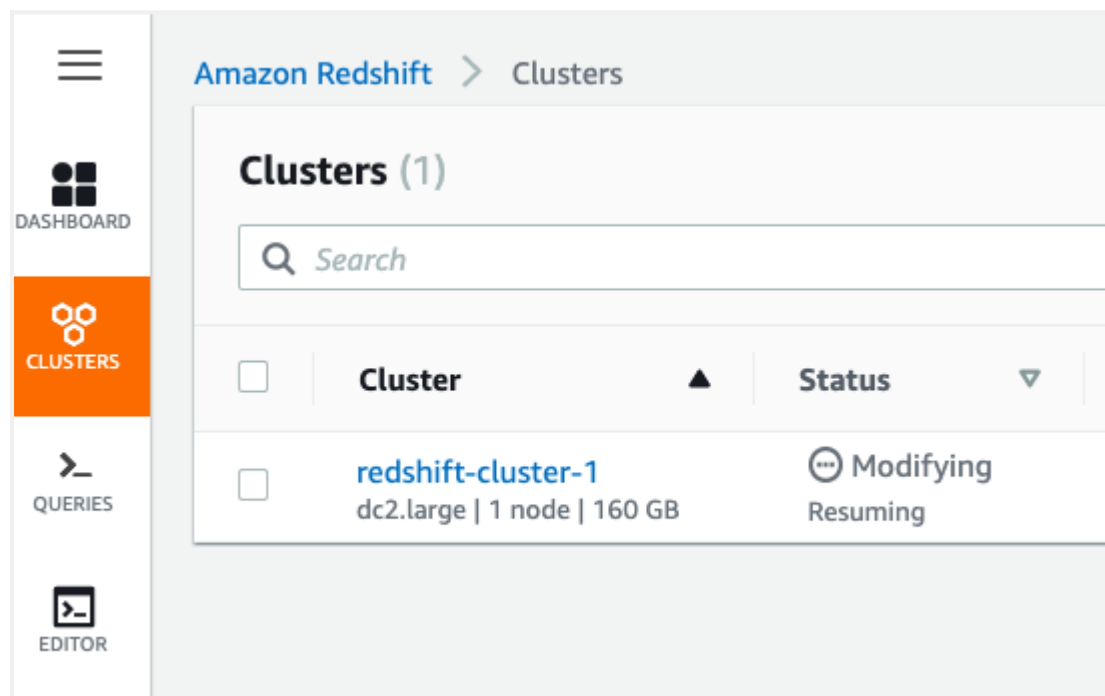 Amazon Redshift > Clusters
Clusters (1)
DASHBOARD
Search
CLUSTERS
Cluster Status
redshift-cluster-1 Modifying
dc2.large | 1 node | 160 GB Resuming
QUERIES
EDITOR